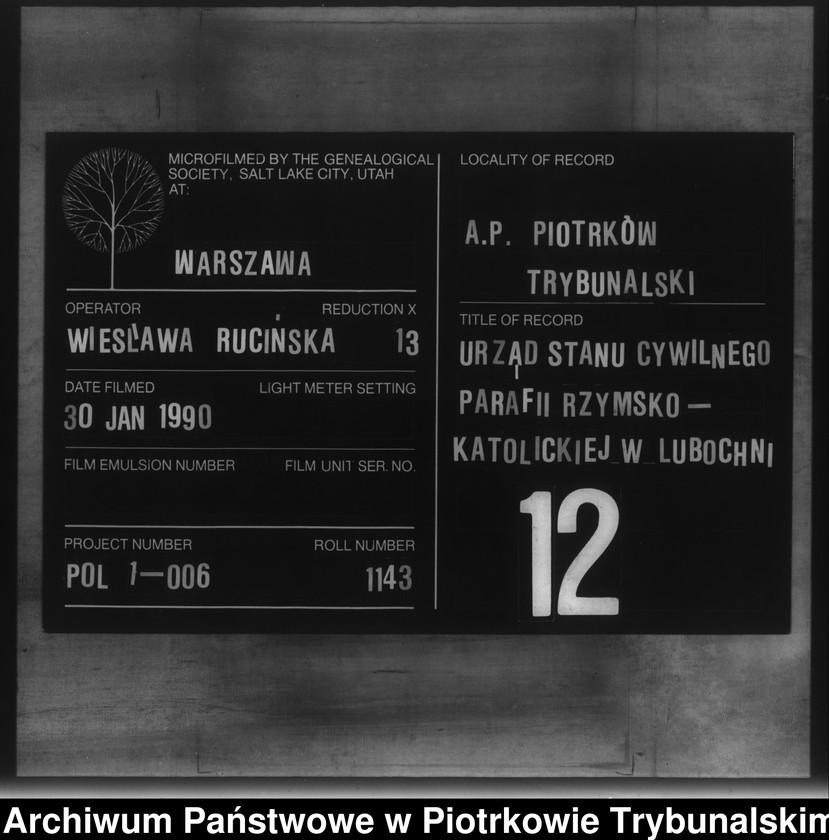 MICROFILMED BY THE GENEALOGICAL
SOCIETY, SALT LAKE CITY, UTAH
AT:
WARSZAWA
OPERATOR REDUCTION X
WIESŁAWA RUCIŃSKA 13
DATE FILMED LIGHT METER SETTING
30 JAN 1990
FILM EMULSION NUMBER FILM UNIT SER. NO.
PROJECT NUMBER ROLL NUMBER
POL 1—006 1143
LOCALITY OF RECORD
A.P. PIOTRKÓW
TRYBUNALSKI
TITLE OF RECORD
URZĄD STANU CYWILNEGO
PARAFII RZYMSKO—
KATOLICKIEJ W LUBOCHNI
12
Archiwum Państwowe w Piotrkowie Trybunalskim